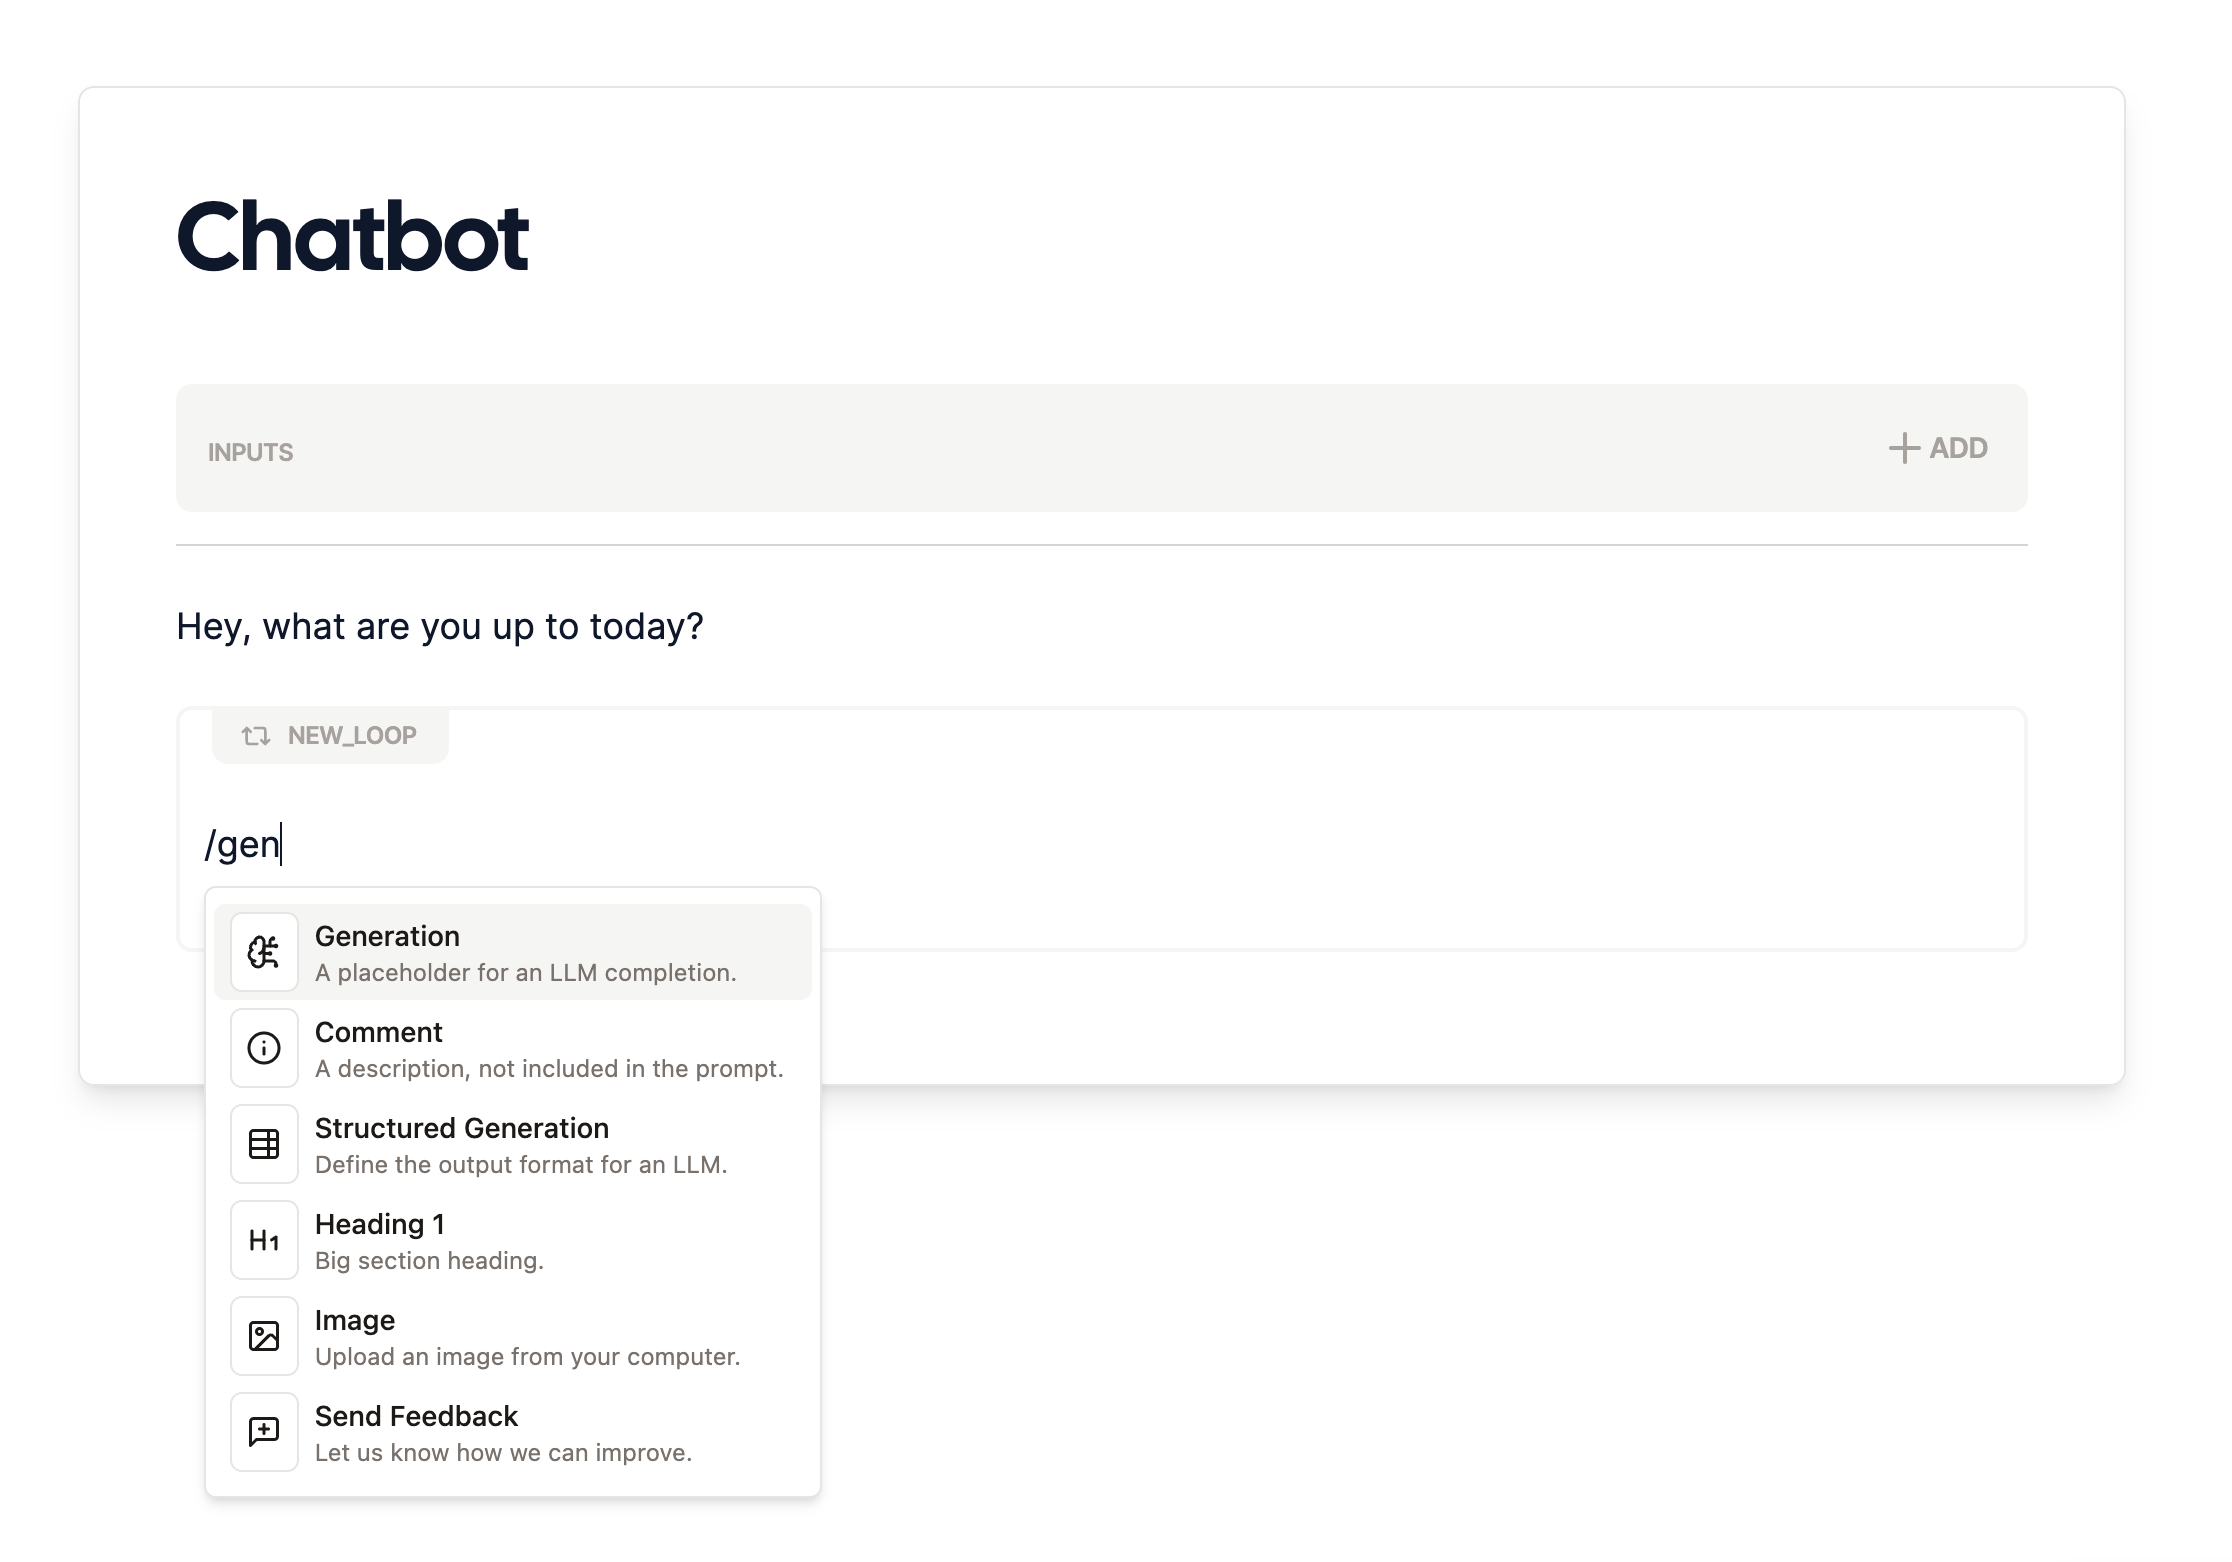 Chatbot
INPUTS
ADD
Hey, what are you up to today?
NEW_LOOP
/gen
Generation
A placeholder for an LLM completion.
Comment
A description, not included in the prompt.
Structured Generation
Define the output format for an LLM.
H1
Heading 1
Big section heading.
Image
Upload an image from your computer.
Send Feedback
Let us know how we can improve.